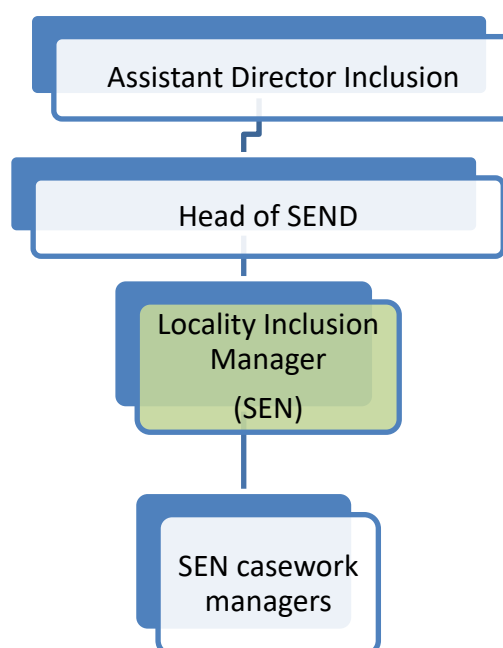 Assistant Director Inclusion
Head of SEND
Locality Inclusion
Manager
(SEN)
SEN casework
managers